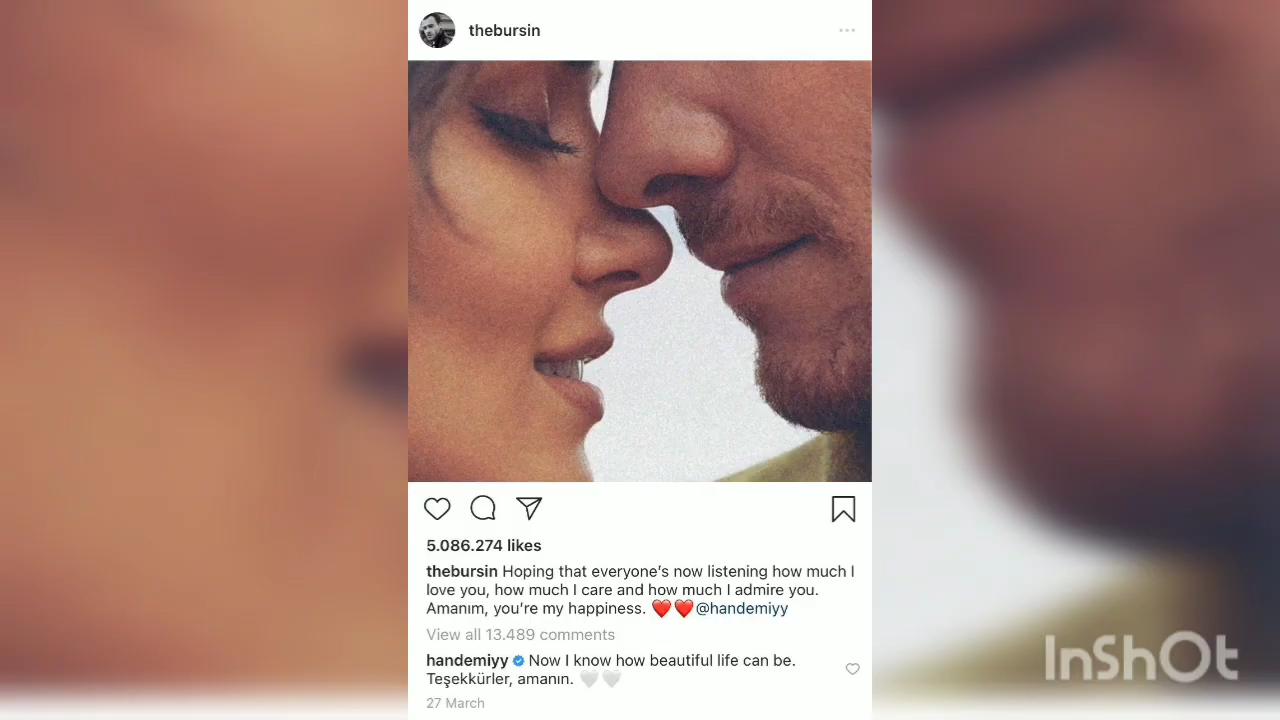 thebursin
5.086.274 likes
thebursin Hoping that everyone's now listening how much I
love you, how much I care and how much I admire you.
Amanım, you're my happiness. ❤️❤️@handemiyy
View all 13.489 comments
handemiyy Now I know how beautiful life can be.
Teşekkürler, amanın. 🤍🤍
27 March
InShOt